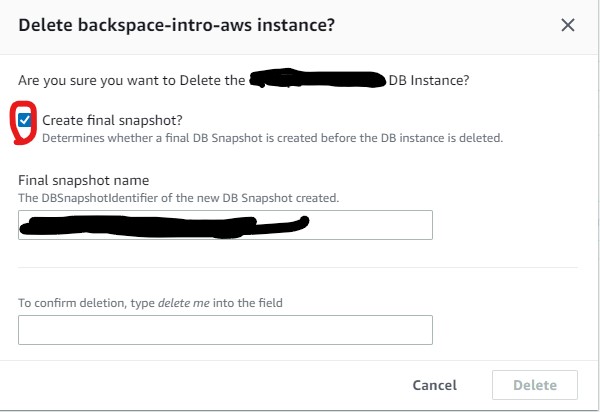 Delete backspace-intro-aws instance?
Are you sure you want to Delete the DB Instance?
Create final snapshot?
Determines whether a final DB Snapshot is created before the DB instance is deleted.
Final snapshot name
The DBSnapshotIdentifier of the new DB Snapshot created.
To confirm deletion, type delete me into the field
Cancel Delete